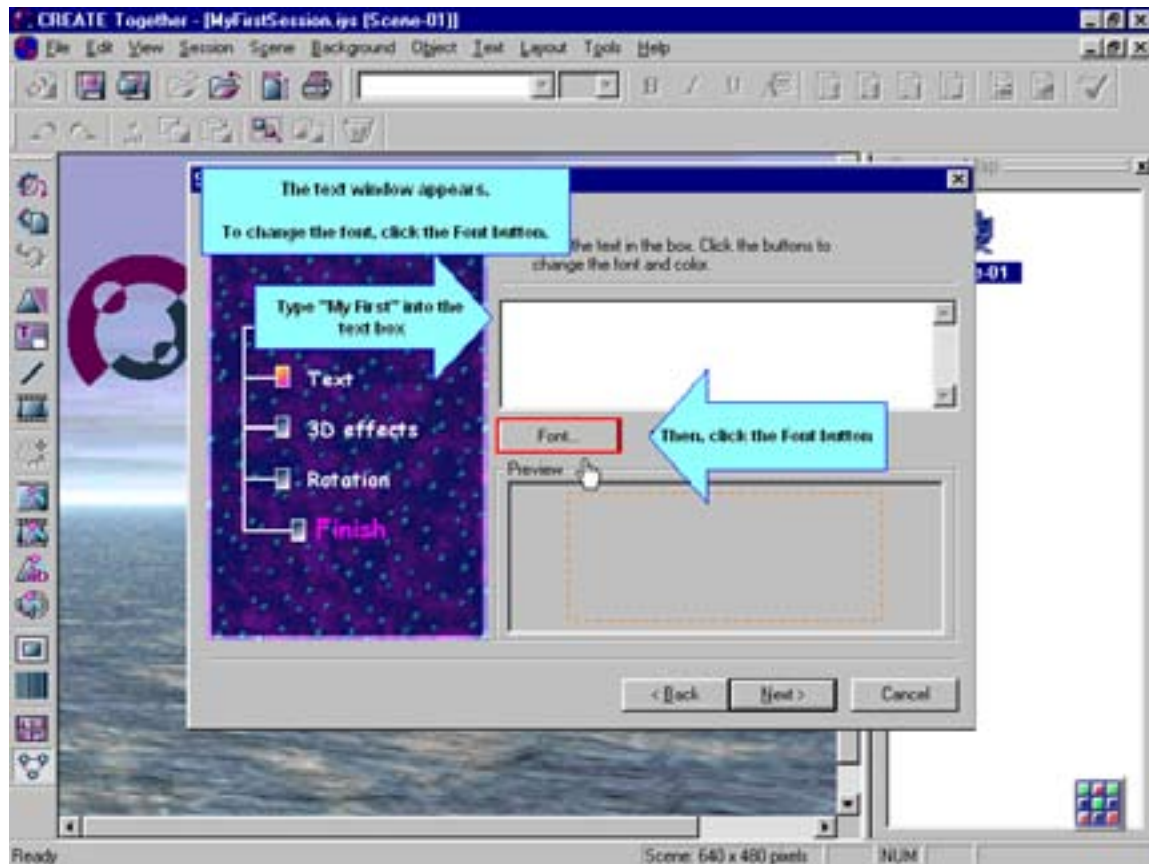 CREATE Together - [MyFirstSession.iys (Scene-01)]
File Edit View Session Scene Background Object Text Layout Tools Help
B / U
The text window appears.
To change the font, click the Font button.
the text in the box. Click the buttons to
change the font and color.
Type "My First" into the
text box
Text
3D effects
Rotation
Finish
Font...
Then, click the Font button
Preview
< Back
Next >
Cancel
-01
Ready
Scene: 640 x 480 pixels
NUM